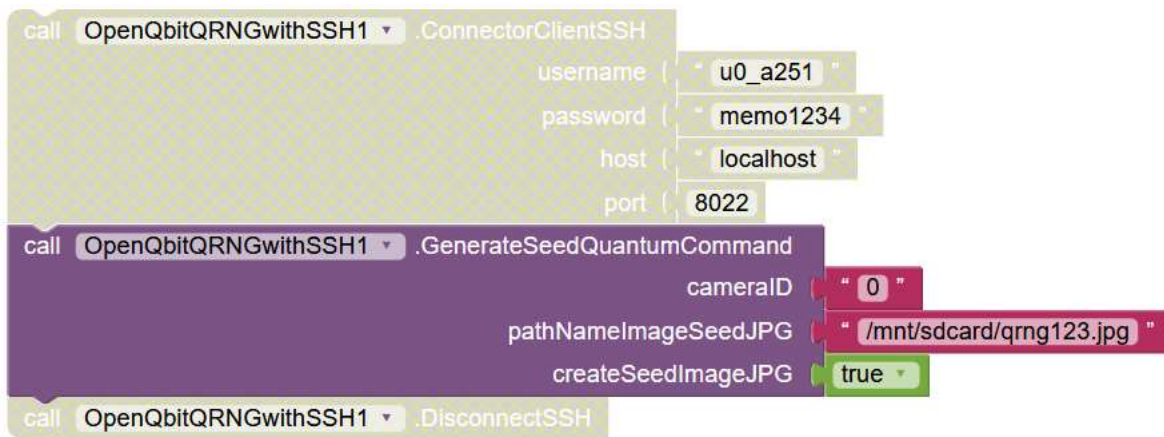 call OpenQbitQRNGwithSSH1 .ConnectorClientSSH
username " u0_a251 "
password " memo1234 "
host " localhost "
port 8022
call OpenQbitQRNGwithSSH1 .GenerateSeedQuantumCommand
cameraID " 0 "
pathNameImageSeedJPG " /mnt/sdcard/qrng123.jpg "
createSeedImageJPG true
call OpenQbitQRNGwithSSH1 .DisconnectSSH